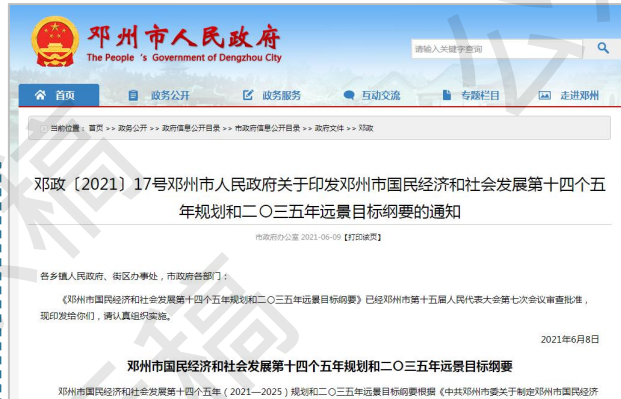 邓州市人民政府
The People 's Government of Dengzhou City
请输入关键字查询
首页 政务公开 政务服务 互动交流 专题栏目 走进邓州
当前位置：首页 >> 政务公开 >> 政府信息公开目录 >> 市政府信息公开目录 >> 政府文件 >> 邓政
邓政〔2021〕17号邓州市人民政府关于印发邓州市国民经济和社会发展第十四个五
年规划和二〇三五年远景目标纲要的通知
市政府办公室 2021-06-09【打印该页】
各乡镇人民政府、街区办事处，市政府各部门：
《邓州市国民经济和社会发展第十四个五年规划和二〇三五年远景目标纲要》已经邓州市第十五届人民代表大会第七次会议审查批准，
现印发给你们，请认真组织实施。
2021年6月8日
邓州市国民经济和社会发展第十四个五年规划和二〇三五年远景目标纲要
邓州市国民经济和社会发展第十四个五年（2021—2025）规划和二〇三五年远景目标纲要根据《中共邓州市委关于制定邓州市国民经济